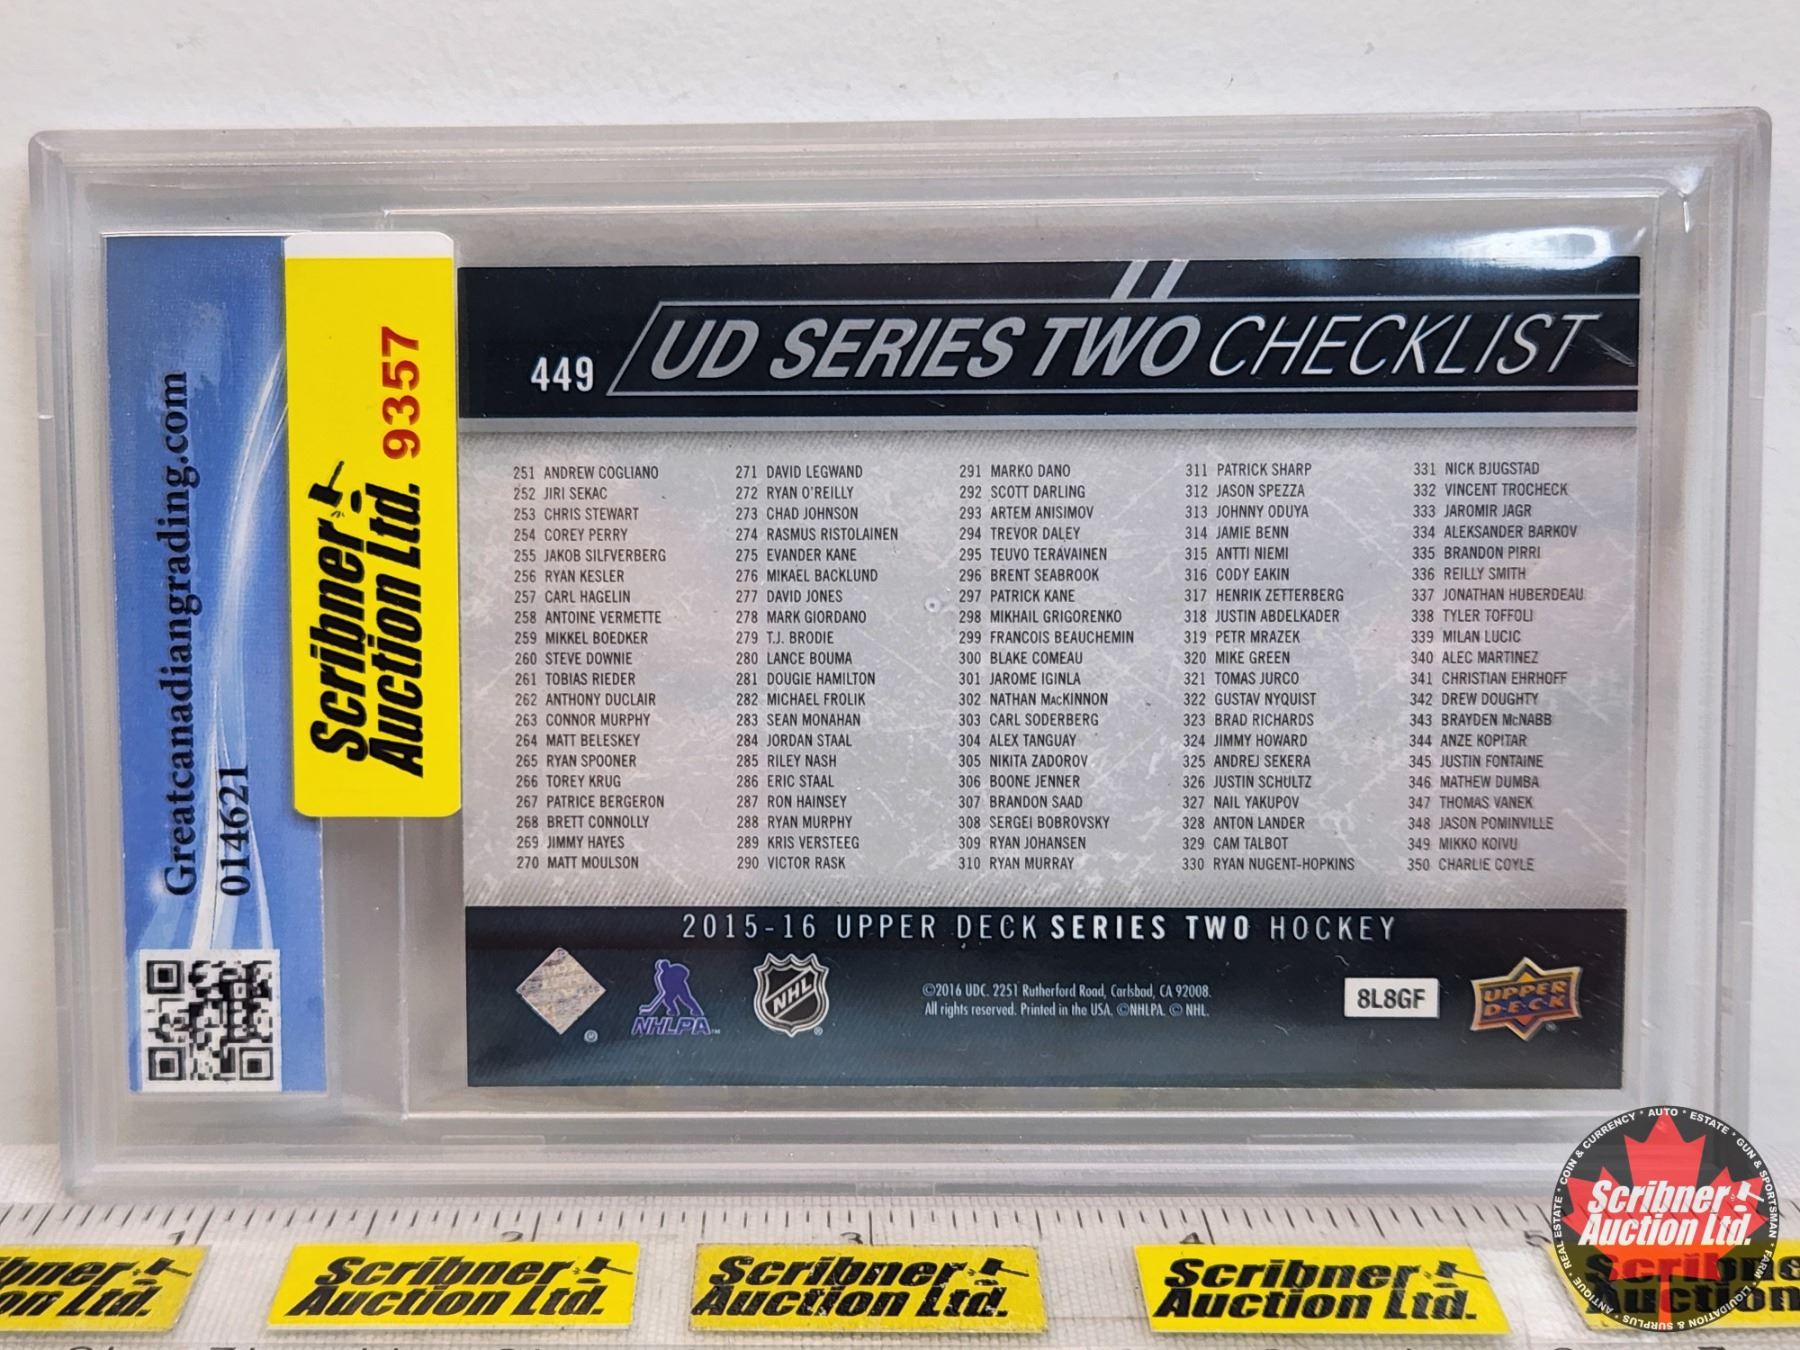 Greatcanadiangrading.com
014621
Scribner
Auction Ltd.
9357
449
UD SERIES TWO CHECKLIST
251 ANDREW COGLIANO
252 JIRI SEKAC
253 CHRIS STEWART
254 COREY PERRY
255 JAKOB SILFVERBERG
256 RYAN KESLER
257 CARL HAGELIN
258 ANTOINE VERMETTE
259 MIKKEL BOEDKER
260 STEVE DOWNIE
261 TOBIAS RIEDER
262 ANTHONY DUCLAIR
263 CONNOR MURPHY
264 MATT BELESKEY
265 RYAN SPOONER
266 TOREY KRUG
267 PATRICE BERGERON
268 BRETT CONNOLLY
269 JIMMY HAYES
270 MATT MOULSON
271 DAVID LEGWAND
272 RYAN O'REILLY
273 CHAD JOHNSON
274 RASMUS RISTOLAINEN
275 EVANDER KANE
276 MIKAEL BACKLUND
277 DAVID JONES
278 MARK GIORDANO
279 T.J. BRODIE
280 LANCE BOUMA
281 DOUGIE HAMILTON
282 MICHAEL FROLIK
283 SEAN MONAHAN
284 JORDAN STAAL
285 RILEY NASH
286 ERIC STAAL
287 RON HAINSEY
288 RYAN MURPHY
289 KRIS VERSTEEG
290 VICTOR RASK
291 MARKO DANO
292 SCOTT DARLING
293 ARTEM ANISIMOV
294 TREVOR DALEY
295 TEUVO TERAVAINEN
296 BRENT SEABROOK
297 PATRICK KANE
298 MIKHAIL GRIGORENKO
299 FRANCOIS BEAUCHEMIN
300 BLAKE COMEAU
301 JAROME IGINLA
302 NATHAN MACKINNON
303 CARL SODERBERG
304 ALEX TANGUAY
305 NIKITA ZADOROV
306 BOONE JENNER
307 BRANDON SAAD
308 SERGEI BOBROVSKY
309 RYAN JOHANSEN
310 RYAN MURRAY
311 PATRICK SHARP
312 JASON SPEZZA
313 JOHNNY ODUYA
314 JAMIE BENN
315 ANTTI NIEMI
316 CODY EAKIN
317 HENRIK ZETTERBERG
318 JUSTIN ABDELKADER
319 PETR MRAZEK
320 MIKE GREEN
321 TOMAS JURCO
322 GUSTAV NYQUIST
323 BRAD RICHARDS
324 JIMMY HOWARD
325 ANDREJ SEKERA
326 JUSTIN SCHULTZ
327 NAIL YAKUPOV
328 ANTON LANDER
329 CAM TALBOT
330 RYAN NUGENT-HOPKINS
331 NICK BJUGSTAD
332 VINCENT TROCHECK
333 JAROMIR JAGR
334 ALEKSANDER BARKOV
335 BRANDON PIRRI
336 REILLY SMITH
337 JONATHAN HUBERDEAU
338 TYLER TOFFOLI
339 MILAN LUCIC
340 ALEC MARTINEZ
341 CHRISTIAN EHRHOFF
342 DREW DOUGHTY
343 BRAYDEN McNABB
344 ANZE KOPITAR
345 JUSTIN FONTAINE
346 MATHEW DUMBA
347 THOMAS VANEK
348 JASON POMINVILLE
349 MIKKO KOIVU
350 CHARLIE COYLE
2015-16 UPPER DECK SERIES TWO HOCKEY
NHLPA
NHL
©2016 UDC. 2251 Rutherford Road, Carlsbad, CA 92008.
All rights reserved. Printed in the USA. ©NHLPA. © NHL.
8L8GF
UPPER
DECK
1 2 3 4 5
Scribner
Auction Ltd.
Scribner
Auction Ltd.
Scribner
Auction Ltd.
Scribner
Auction Ltd.
COIN & CURRENCY * AUTO * ESTATE * GUN & SPORTSMAN * FARM * LIQUIDATION & SURPLUS * ANTIQUE * REAL ESTATE